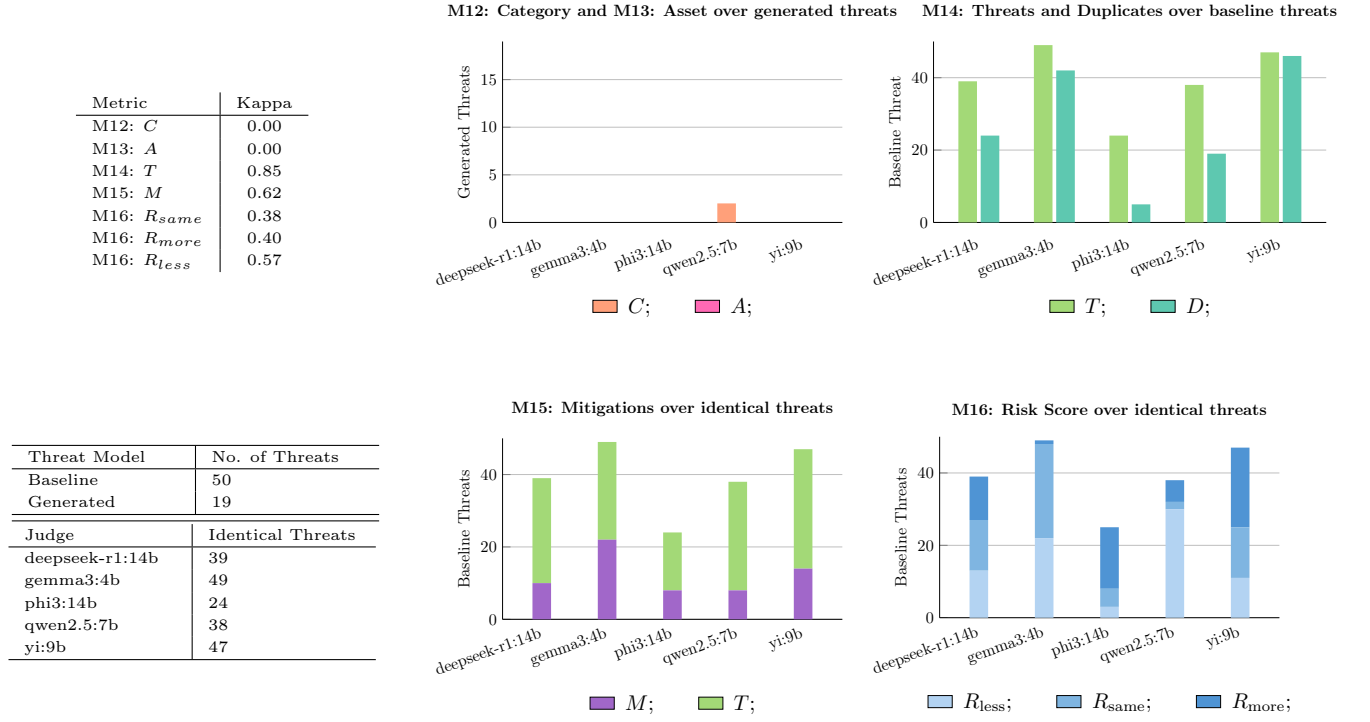 M12: Category and M13: Asset over generated threats
M14: Threats and Duplicates over baseline threats
Metric Kappa
M12: C 0.00
M13: A 0.00
M14: T 0.85
M15: M 0.62
M16: R_same 0.38
M16: R_more 0.40
M16: R_less 0.57
Generated Threats
15
10
5
0
deepseek-r1:14b
gemma3:4b
phi3:14b
qwen2.5:7b
yi:9b
C; A;
Baseline Threat
40
20
0
deepseek-r1:14b
gemma3:4b
phi3:14b
qwen2.5:7b
yi:9b
T; D;
Threat Model No. of Threats
Baseline 50
Generated 19
Judge Identical Threats
deepseek-r1:14b 39
gemma3:4b 49
phi3:14b 24
qwen2.5:7b 38
yi:9b 47
M15: Mitigations over identical threats
Baseline Threats
40
20
0
deepseek-r1:14b
gemma3:4b
phi3:14b
qwen2.5:7b
yi:9b
M; T;
M16: Risk Score over identical threats
Baseline Threats
40
20
0
deepseek-r1:14b
gemma3:4b
phi3:14b
qwen2.5:7b
yi:9b
R_less; R_same; R_more;